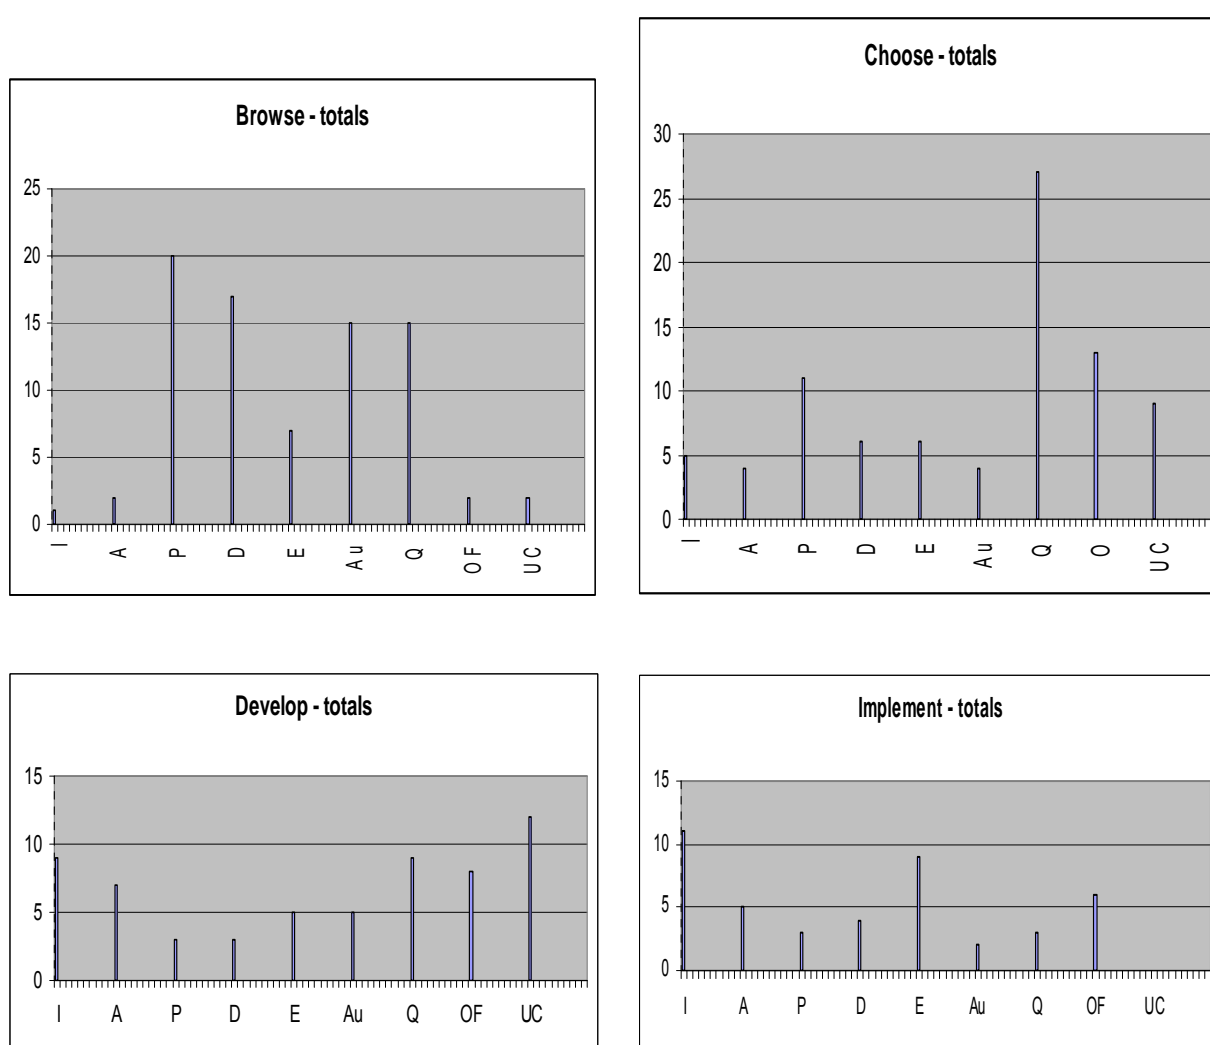 Browse - totals
25
20
15
10
5
0
I A P D E Au Q OF UC
Choose - totals
30
25
20
15
10
5
0
I A P D E Au Q O UC
Develop - totals
15
10
5
0
I A P D E Au Q OF UC
Implement - totals
15
10
5
0
I A P D E Au Q OF UC